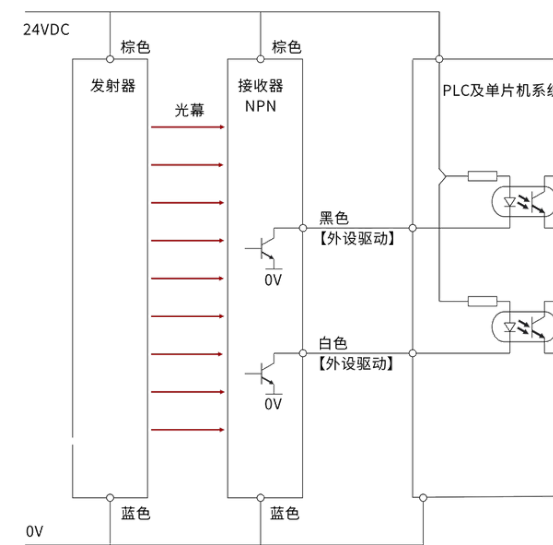 24VDC
棕色
棕色
发射器
接收器
NPN
PLC及单片机系
光幕
黑色
【外设驱动】
0V
白色
【外设驱动】
0V
蓝色
蓝色
0V